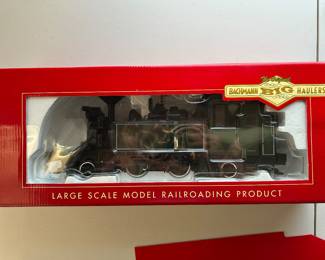 BACHMANN BIG HAULERS
LARGE SCALE MODEL RAILROADING PRODUCT